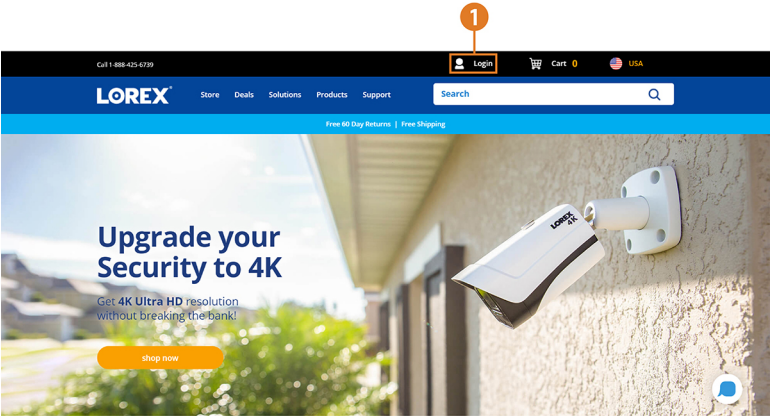 1
Call 1-888-425-6739
Login
Cart 0
USA
LOREX®
Store Deals Solutions Products Support
Search
Free 60 Day Returns | Free Shipping
Upgrade your
Security to 4K
Get 4K Ultra HD resolution
without breaking the bank!
shop now
LOREX
4K